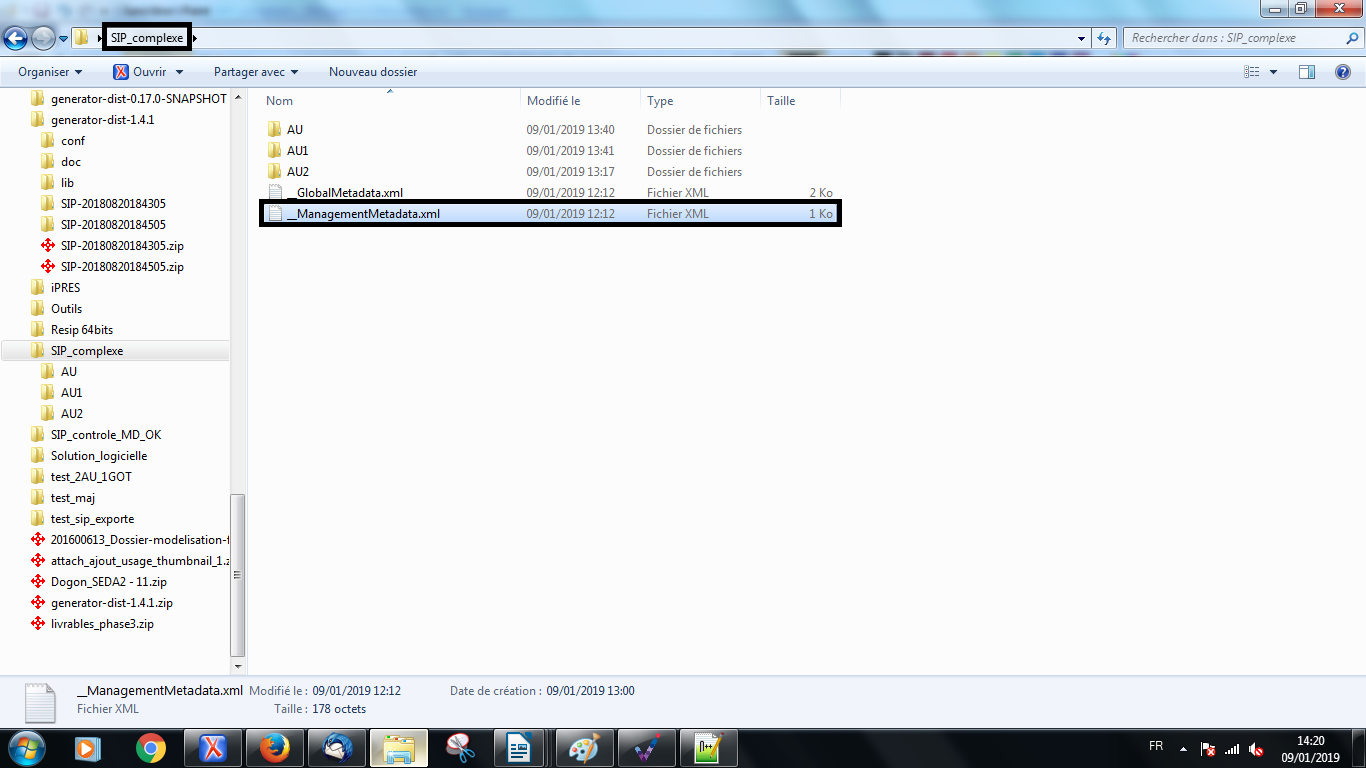 SIP_complexe
Rechercher dans : SIP_complexe
Organiser Ouvrir Partager avec Nouveau dossier
generator-dist-0.17.0-SNAPSHOT
generator-dist-1.4.1
conf
doc
lib
SIP-20180820184305
SIP-20180820184505
SIP-20180820184305.zip
SIP-20180820184505.zip
iPRES
Outils
Resip 64bits
SIP_complexe
AU
AU1
AU2
SIP_controle_MD_OK
Solution_logicielle
test_2AU_1GOT
test_maj
test_sip_exporte
201600613_Dossier-modelisation-f
attach_ajout_usage_thumbnail_1.z
Dogon_SEDA2 - 11.zip
generator-dist-1.4.1.zip
livrables_phase3.zip
Nom Modifié le Type Taille
AU 09/01/2019 13:40 Dossier de fichiers
AU1 09/01/2019 13:41 Dossier de fichiers
AU2 09/01/2019 13:17 Dossier de fichiers
__GlobalMetadata.xml 09/01/2019 12:12 Fichier XML 2 Ko
__ManagementMetadata.xml 09/01/2019 12:12 Fichier XML 1 Ko
__ManagementMetadata.xml Modifié le : 09/01/2019 12:12 Date de création : 09/01/2019 13:00
Fichier XML Taille : 178 octets
FR
14:20
09/01/2019